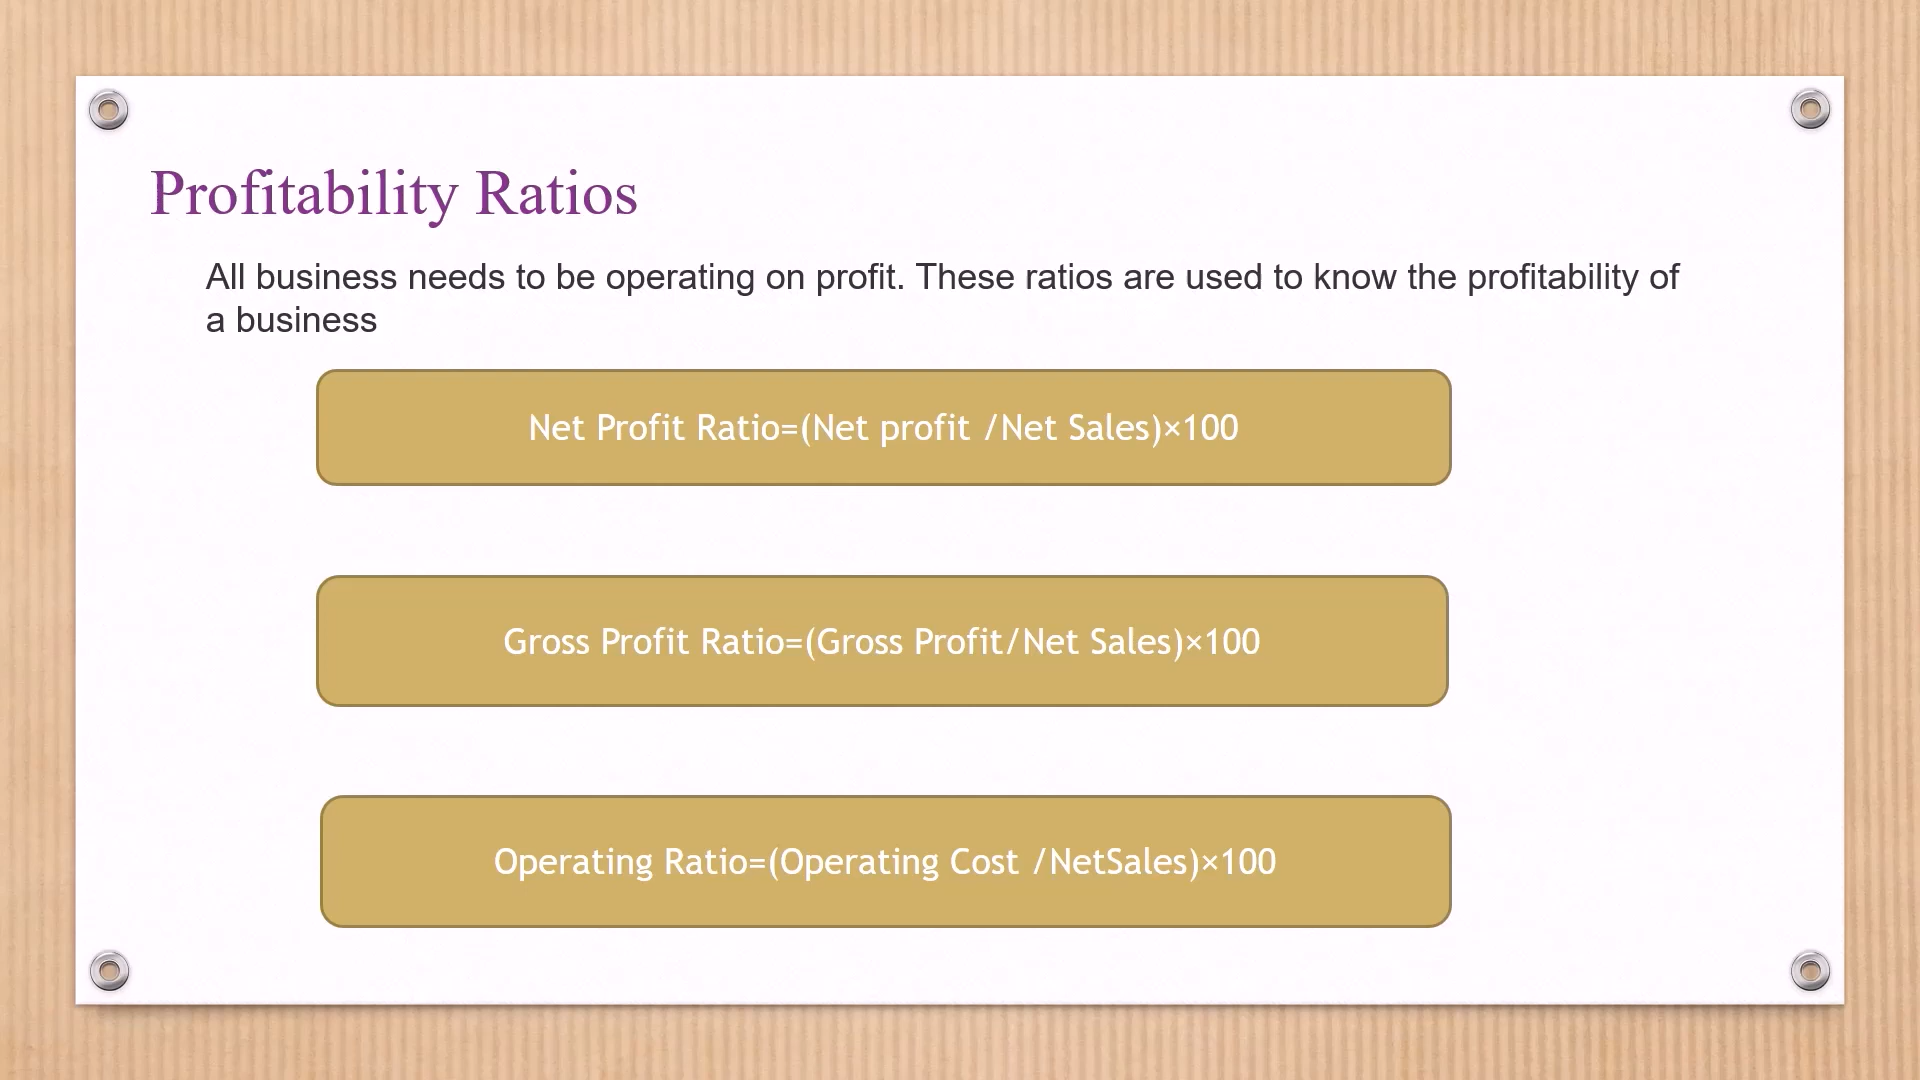 Profitability Ratios
All business needs to be operating on profit. These ratios are used to know the profitability of
a business
Net Profit Ratio=(Net profit /Net Sales)×100
Gross Profit Ratio=(Gross Profit/Net Sales)×100
Operating Ratio=(Operating Cost /NetSales)×100